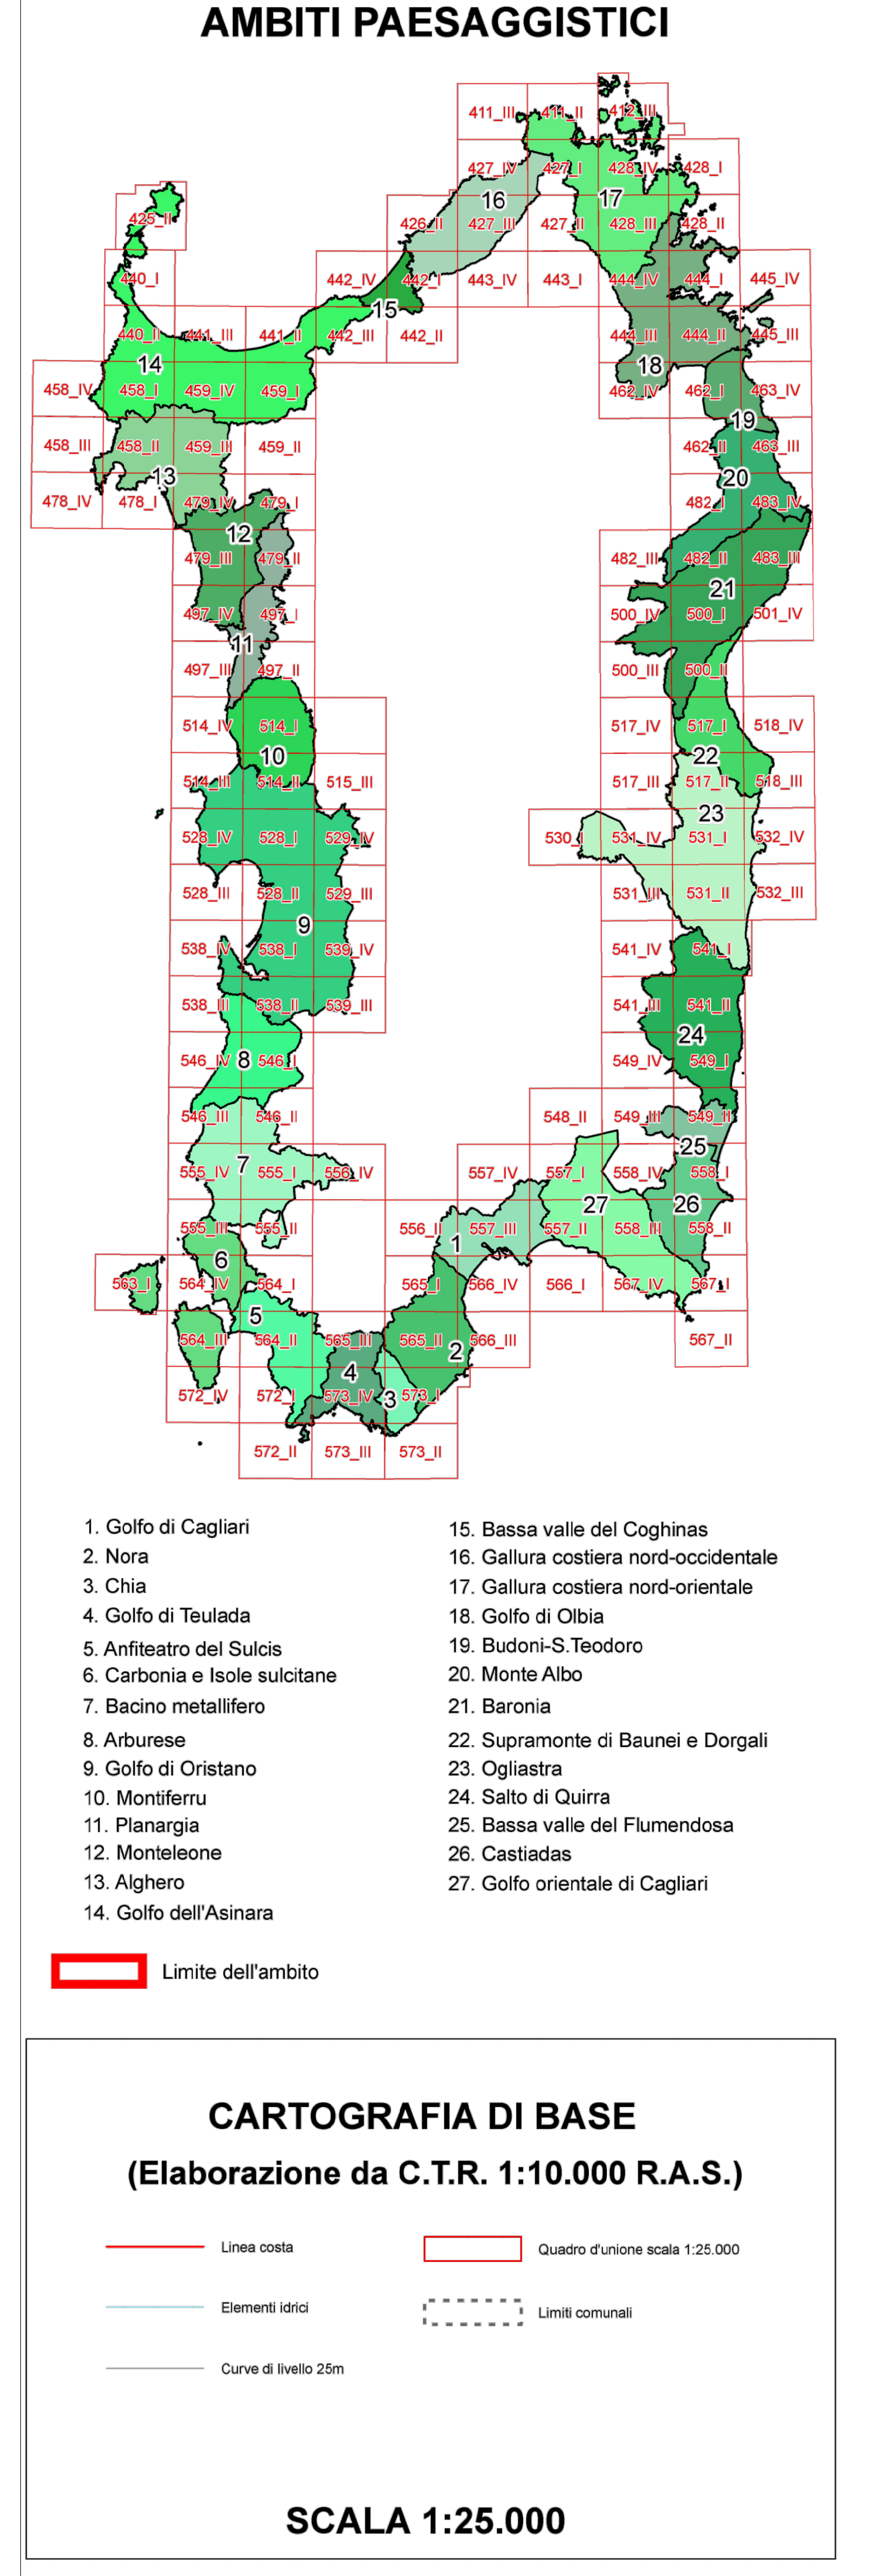 AMBITI PAESAGGISTICI
411_III 411_II 412_III
427_IV 427_I 428_IV 428_I
16 17
425_II 426_II 427_III 427_II 428_III 428_II
440_I 442_IV 442_I 443_IV 443_I 444_IV 444_I 445_IV
15
440_II 441_III 441_II 442_III 442_II 444_III 444_II 445_III
14 18
458_IV 458_I 459_IV 459_I 462_IV 462_I 463_IV
19
458_III 458_II 459_III 459_II 462_II 463_III
13 20
478_IV 478_I 479_IV 479_I 482_I 483_IV
12
479_III 479_II 482_III 482_II 483_III
21
497_IV 497_I 500_IV 500_I 501_IV
11
497_III 497_II 500_III 500_II
514_IV 514_I 517_IV 517_I 518_IV
10 22
514_III 514_II 515_III 517_III 517_II 518_III
23
528_IV 528_I 529_IV 530_I 531_IV 531_I 532_IV
528_III 528_II 529_III 531_III 531_II 532_III
9
538_IV 538_I 539_IV 541_IV 541_I
538_III 538_II 539_III 541_III 541_II
24
546_IV 8 546_I 549_IV 549_I
546_III 546_II 548_II 549_III 549_II
25
7
555_IV 555_I 556_IV 557_IV 557_I 558_IV 558_I
27 26
555_III 555_II 556_II 557_III 557_II 558_III 558_II
1
6
563_I 564_IV 564_I 565_I 566_IV 566_I 567_IV 567_I
5
564_III 564_II 565_III 565_II 566_III 567_II
2
4
572_IV 572_I 573_IV 3 573_I
572_II 573_III 573_II
1. Golfo di Cagliari
2. Nora
3. Chia
4. Golfo di Teulada
5. Anfiteatro del Sulcis
6. Carbonia e Isole sulcitane
7. Bacino metallifero
8. Arburese
9. Golfo di Oristano
10. Montiferru
11. Planargia
12. Monteleone
13. Alghero
14. Golfo dell'Asinara
15. Bassa valle del Coghinas
16. Gallura costiera nord-occidentale
17. Gallura costiera nord-orientale
18. Golfo di Olbia
19. Budoni-S.Teodoro
20. Monte Albo
21. Baronia
22. Supramonte di Baunei e Dorgali
23. Ogliastra
24. Salto di Quirra
25. Bassa valle del Flumendosa
26. Castiadas
27. Golfo orientale di Cagliari
Limite dell'ambito
CARTOGRAFIA DI BASE
(Elaborazione da C.T.R. 1:10.000 R.A.S.)
Linea costa
Quadro d'unione scala 1:25.000
Elementi idrici
Limiti comunali
Curve di livello 25m
SCALA 1:25.000